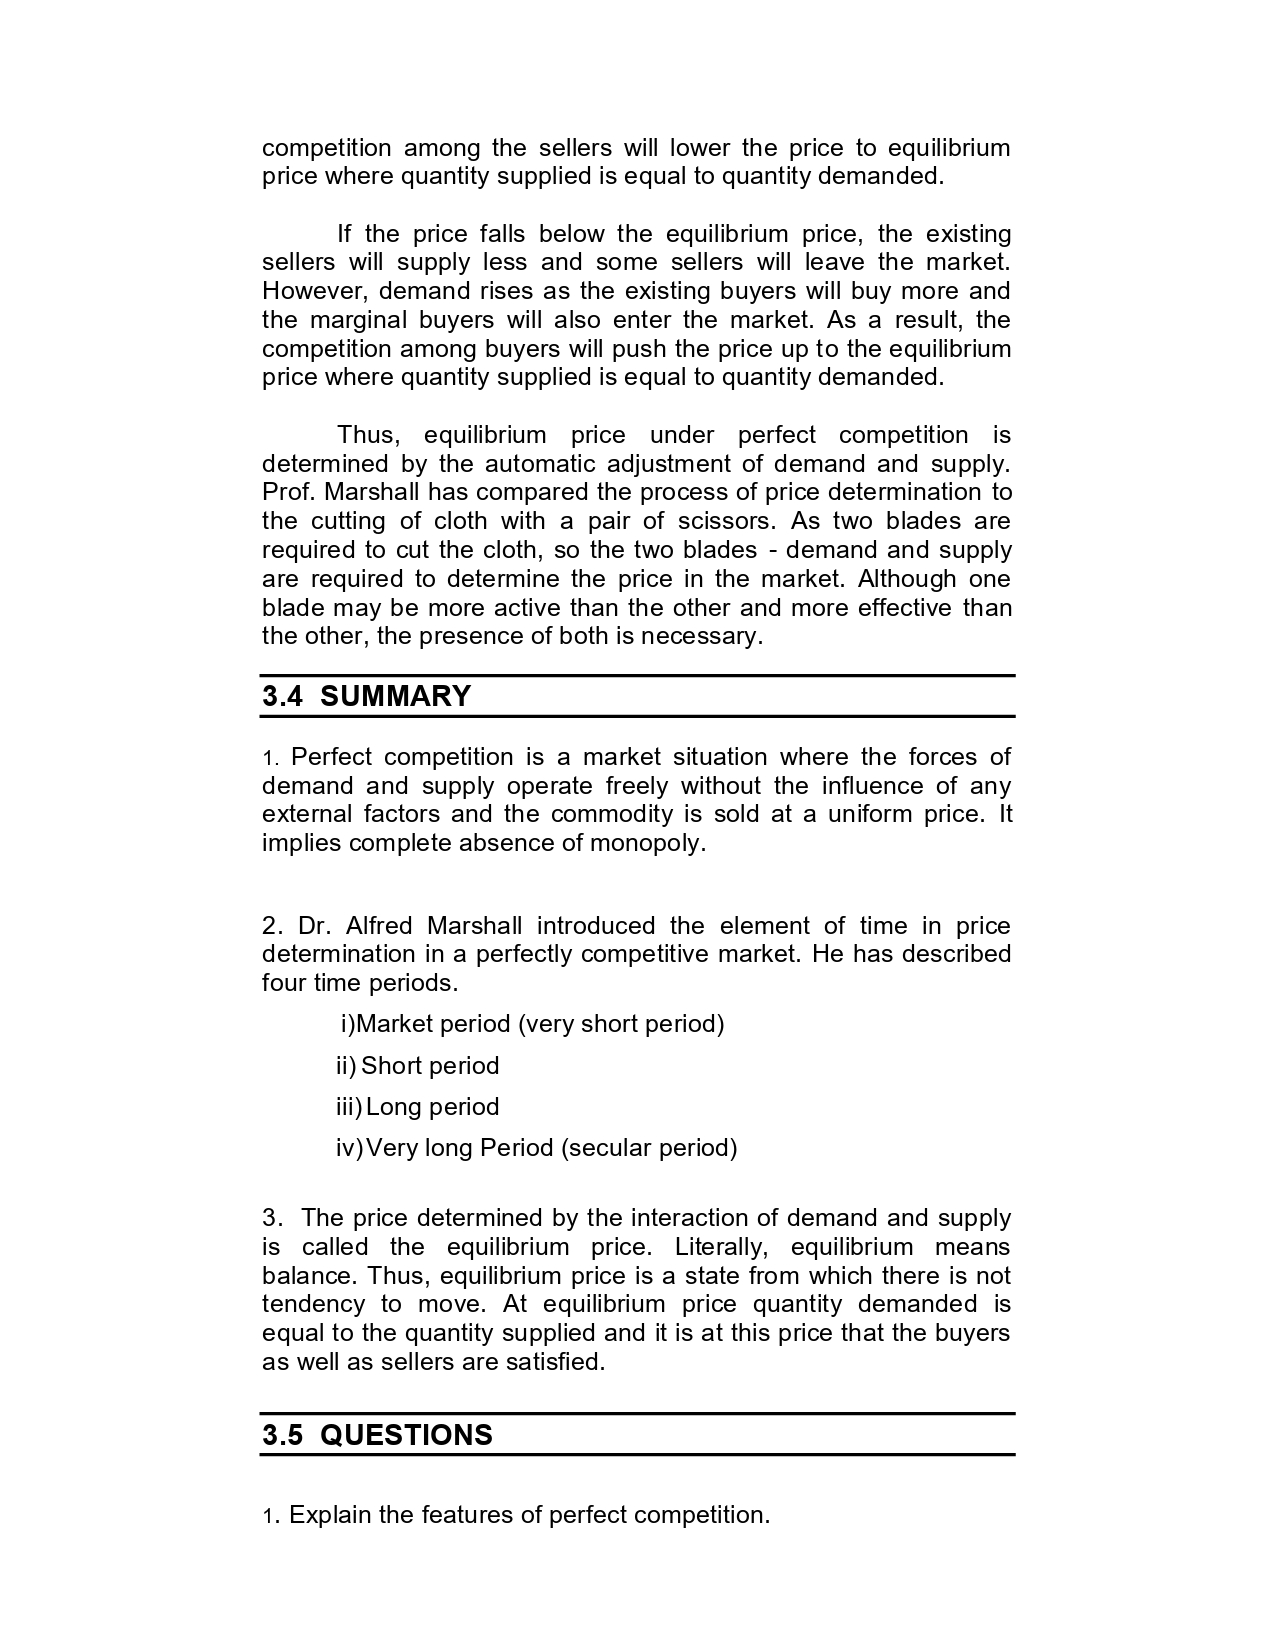 competition among the sellers will lower the price to equilibrium
price where quantity supplied is equal to quantity demanded.
If the price falls below the equilibrium price, the existing
sellers will supply less and some sellers will leave the market.
However, demand rises as the existing buyers will buy more and
the marginal buyers will also enter the market. As a result, the
competition among buyers will push the price up to the equilibrium
price where quantity supplied is equal to quantity demanded.
Thus, equilibrium price under perfect competition is
determined by the automatic adjustment of demand and supply.
Prof. Marshall has compared the process of price determination to
the cutting of cloth with a pair of scissors. As two blades are
required to cut the cloth, so the two blades - demand and supply
are required to determine the price in the market. Although one
blade may be more active than the other and more effective than
the other, the presence of both is necessary.
3.4 SUMMARY
1. Perfect competition is a market situation where the forces of
demand and supply operate freely without the influence of any
external factors and the commodity is sold at a uniform price. It
implies complete absence of monopoly.
2. Dr. Alfred Marshall introduced the element of time in price
determination in a perfectly competitive market. He has described
four time periods.
i)Market period (very short period)
ii) Short period
iii) Long period
iv) Very long Period (secular period)
3. The price determined by the interaction of demand and supply
is called the equilibrium price. Literally, equilibrium means
balance. Thus, equilibrium price is a state from which there is not
tendency to move. At equilibrium price quantity demanded is
equal to the quantity supplied and it is at this price that the buyers
as well as sellers are satisfied.
3.5 QUESTIONS
1. Explain the features of perfect competition.